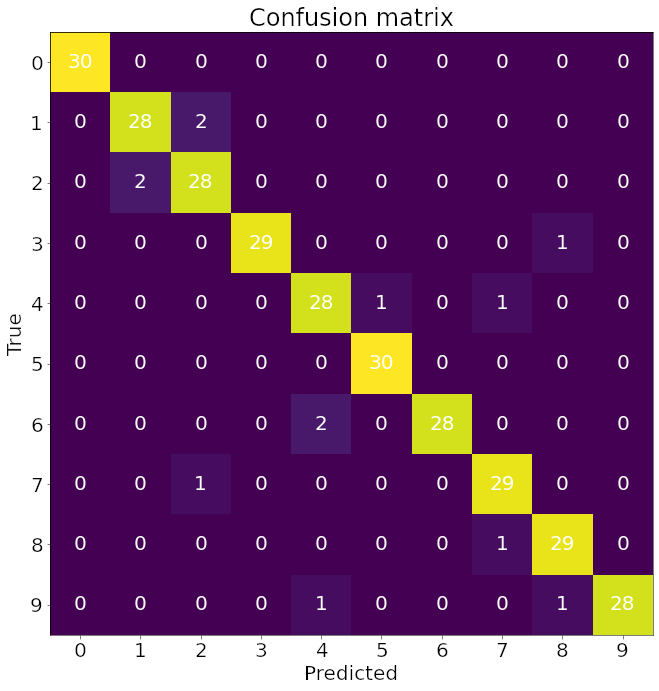 Confusion matrix
0 30 0 0 0 0 0 0 0 0 0
1 0 28 2 0 0 0 0 0 0 0
2 0 2 28 0 0 0 0 0 0 0
3 0 0 0 29 0 0 0 0 1 0
4 0 0 0 0 28 1 0 1 0 0
5 0 0 0 0 0 30 0 0 0 0
6 0 0 0 0 2 0 28 0 0 0
7 0 0 1 0 0 0 0 29 0 0
8 0 0 0 0 0 0 0 1 29 0
9 0 0 0 0 1 0 0 0 1 28
0 1 2 3 4 5 6 7 8 9
Predicted
True